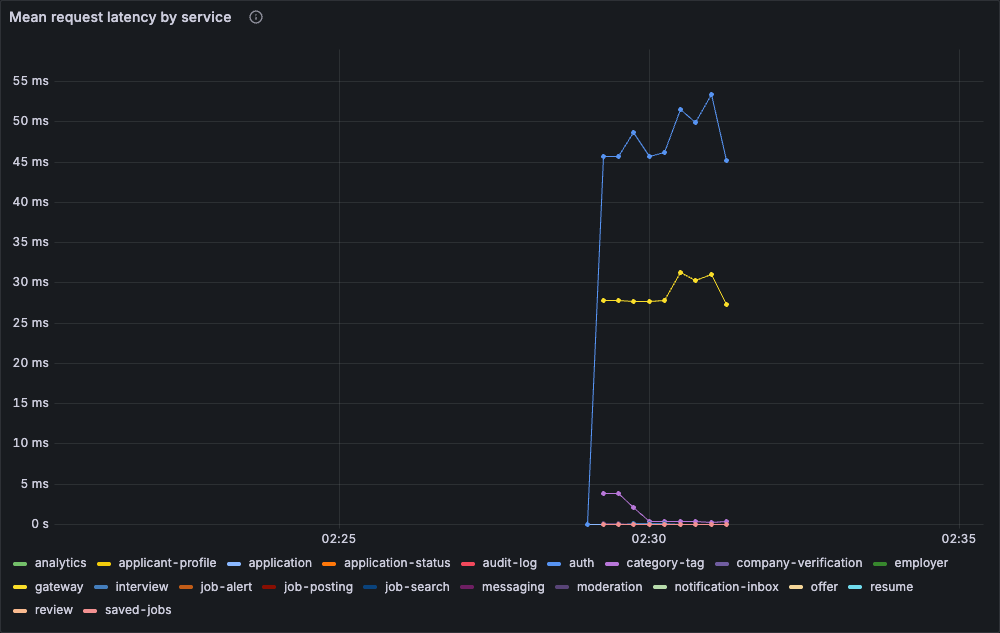 Mean request latency by service
55 ms
50 ms
45 ms
40 ms
35 ms
30 ms
25 ms
20 ms
15 ms
10 ms
5 ms
0 s
02:25 02:30 02:35
analytics applicant-profile application application-status audit-log auth category-tag company-verification employer
gateway interview job-alert job-posting job-search messaging moderation notification-inbox offer resume
review saved-jobs